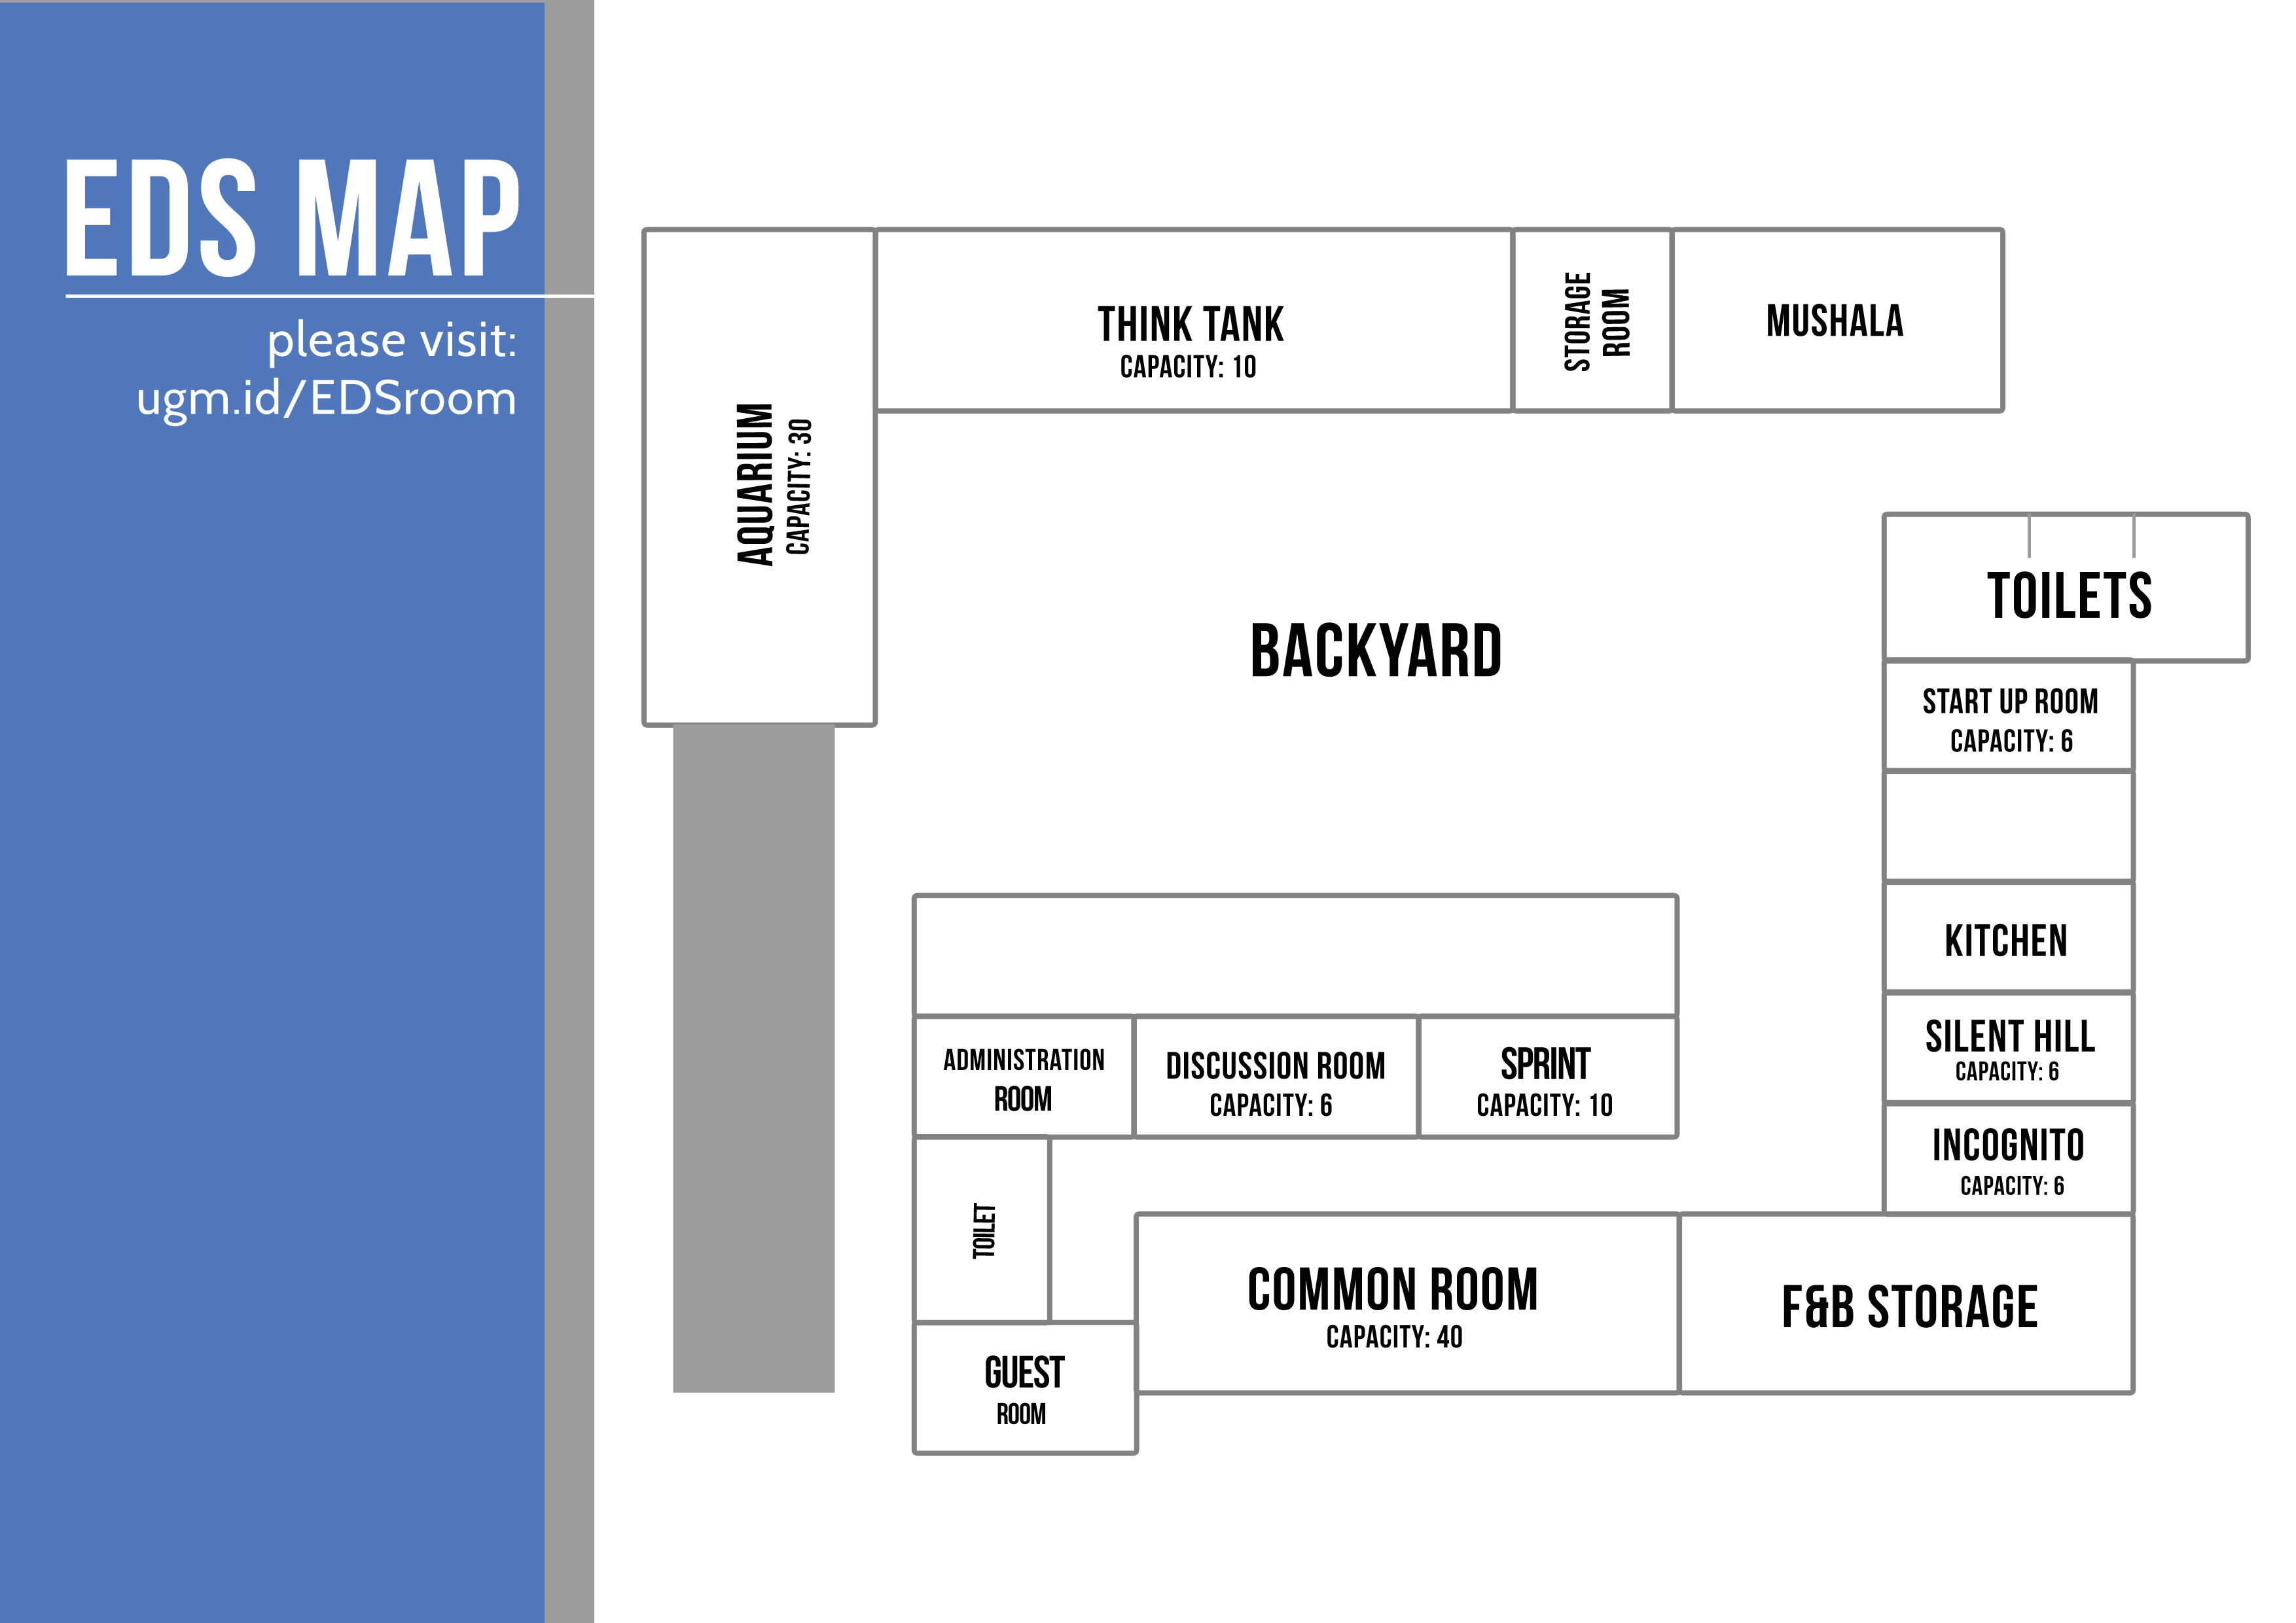 EDS MAP
please visit:
ugm.id/EDSroom
AQUARIUM
CAPACITY: 30
THINK TANK
CAPACITY: 10
STORAGE
ROOM
MUSHALA
BACKYARD
TOILETS
START UP ROOM
CAPACITY: 6
KITCHEN
SILENT HILL
CAPACITY: 6
INCOGNITO
CAPACITY: 6
ADMINISTRATION
ROOM
DISCUSSION ROOM
CAPACITY: 6
SPRINT
CAPACITY: 10
TOILET
GUEST
ROOM
COMMON ROOM
CAPACITY: 40
F&B STORAGE